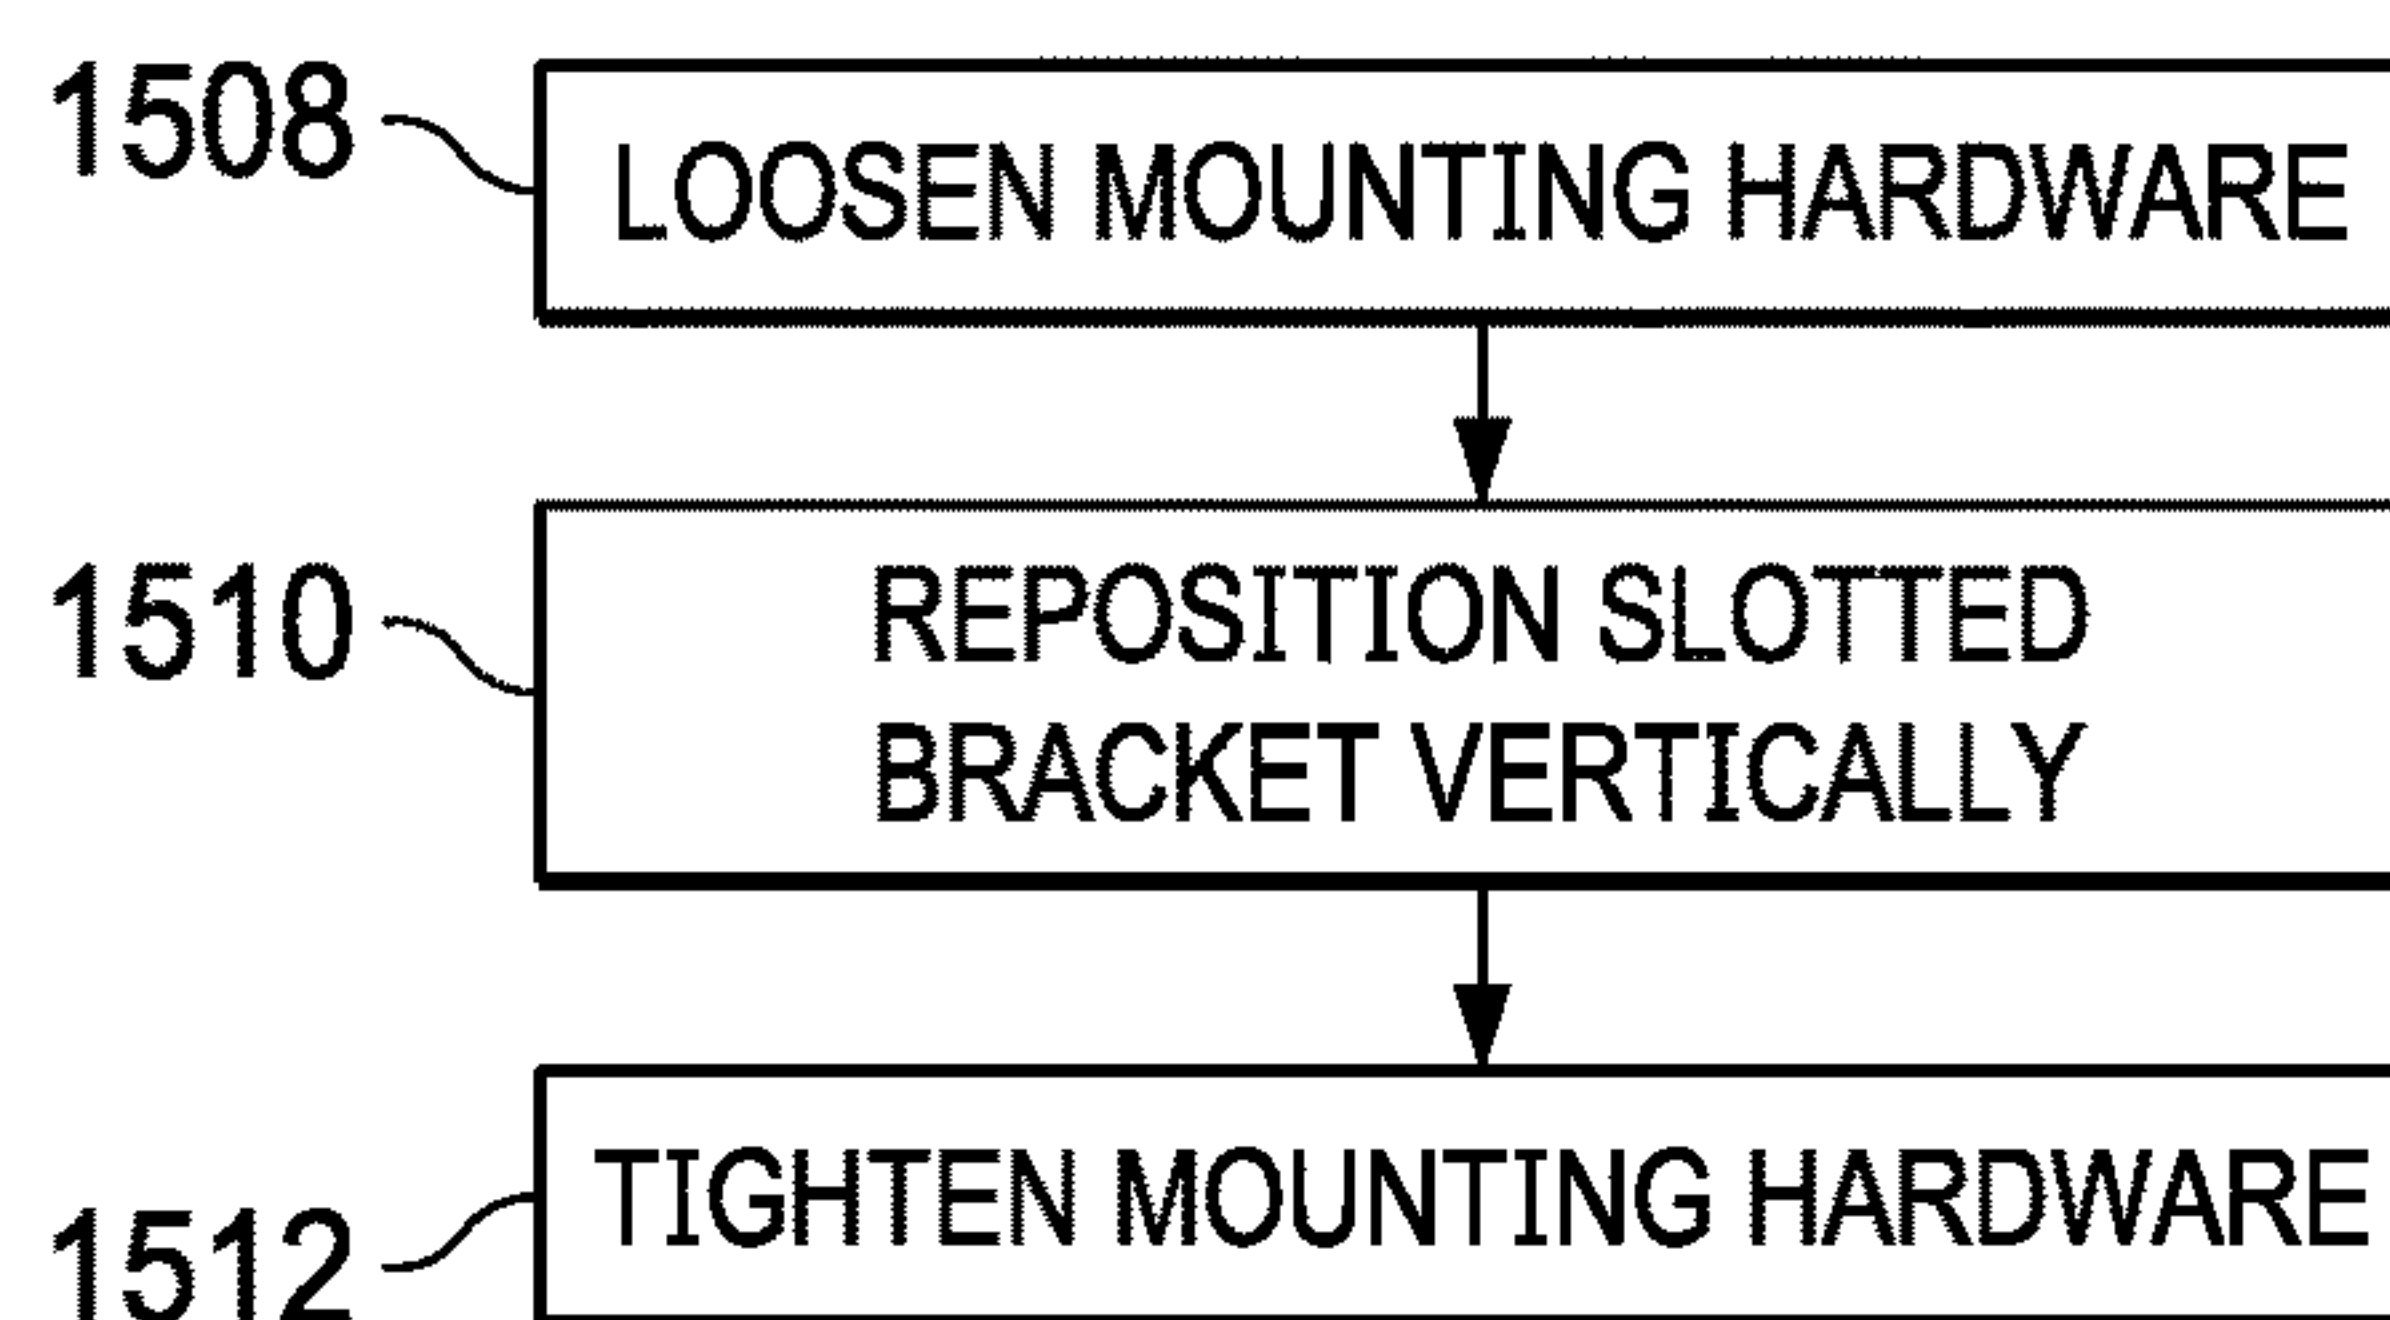 1508
LOOSEN MOUNTING HARDWARE
1510
REPOSITION SLOTTED
BRACKET VERTICALLY
1512
TIGHTEN MOUNTING HARDWARE